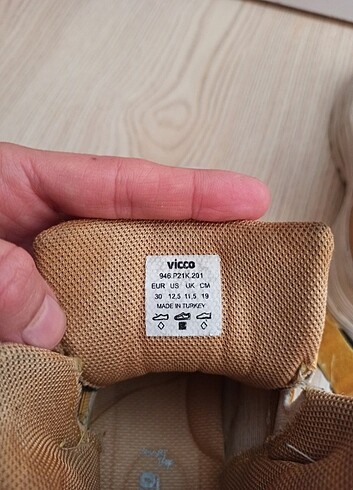 vicco
946.P21K.201
EUR US UK CM
30 12,5 11,5 19
MADE IN TURKEY